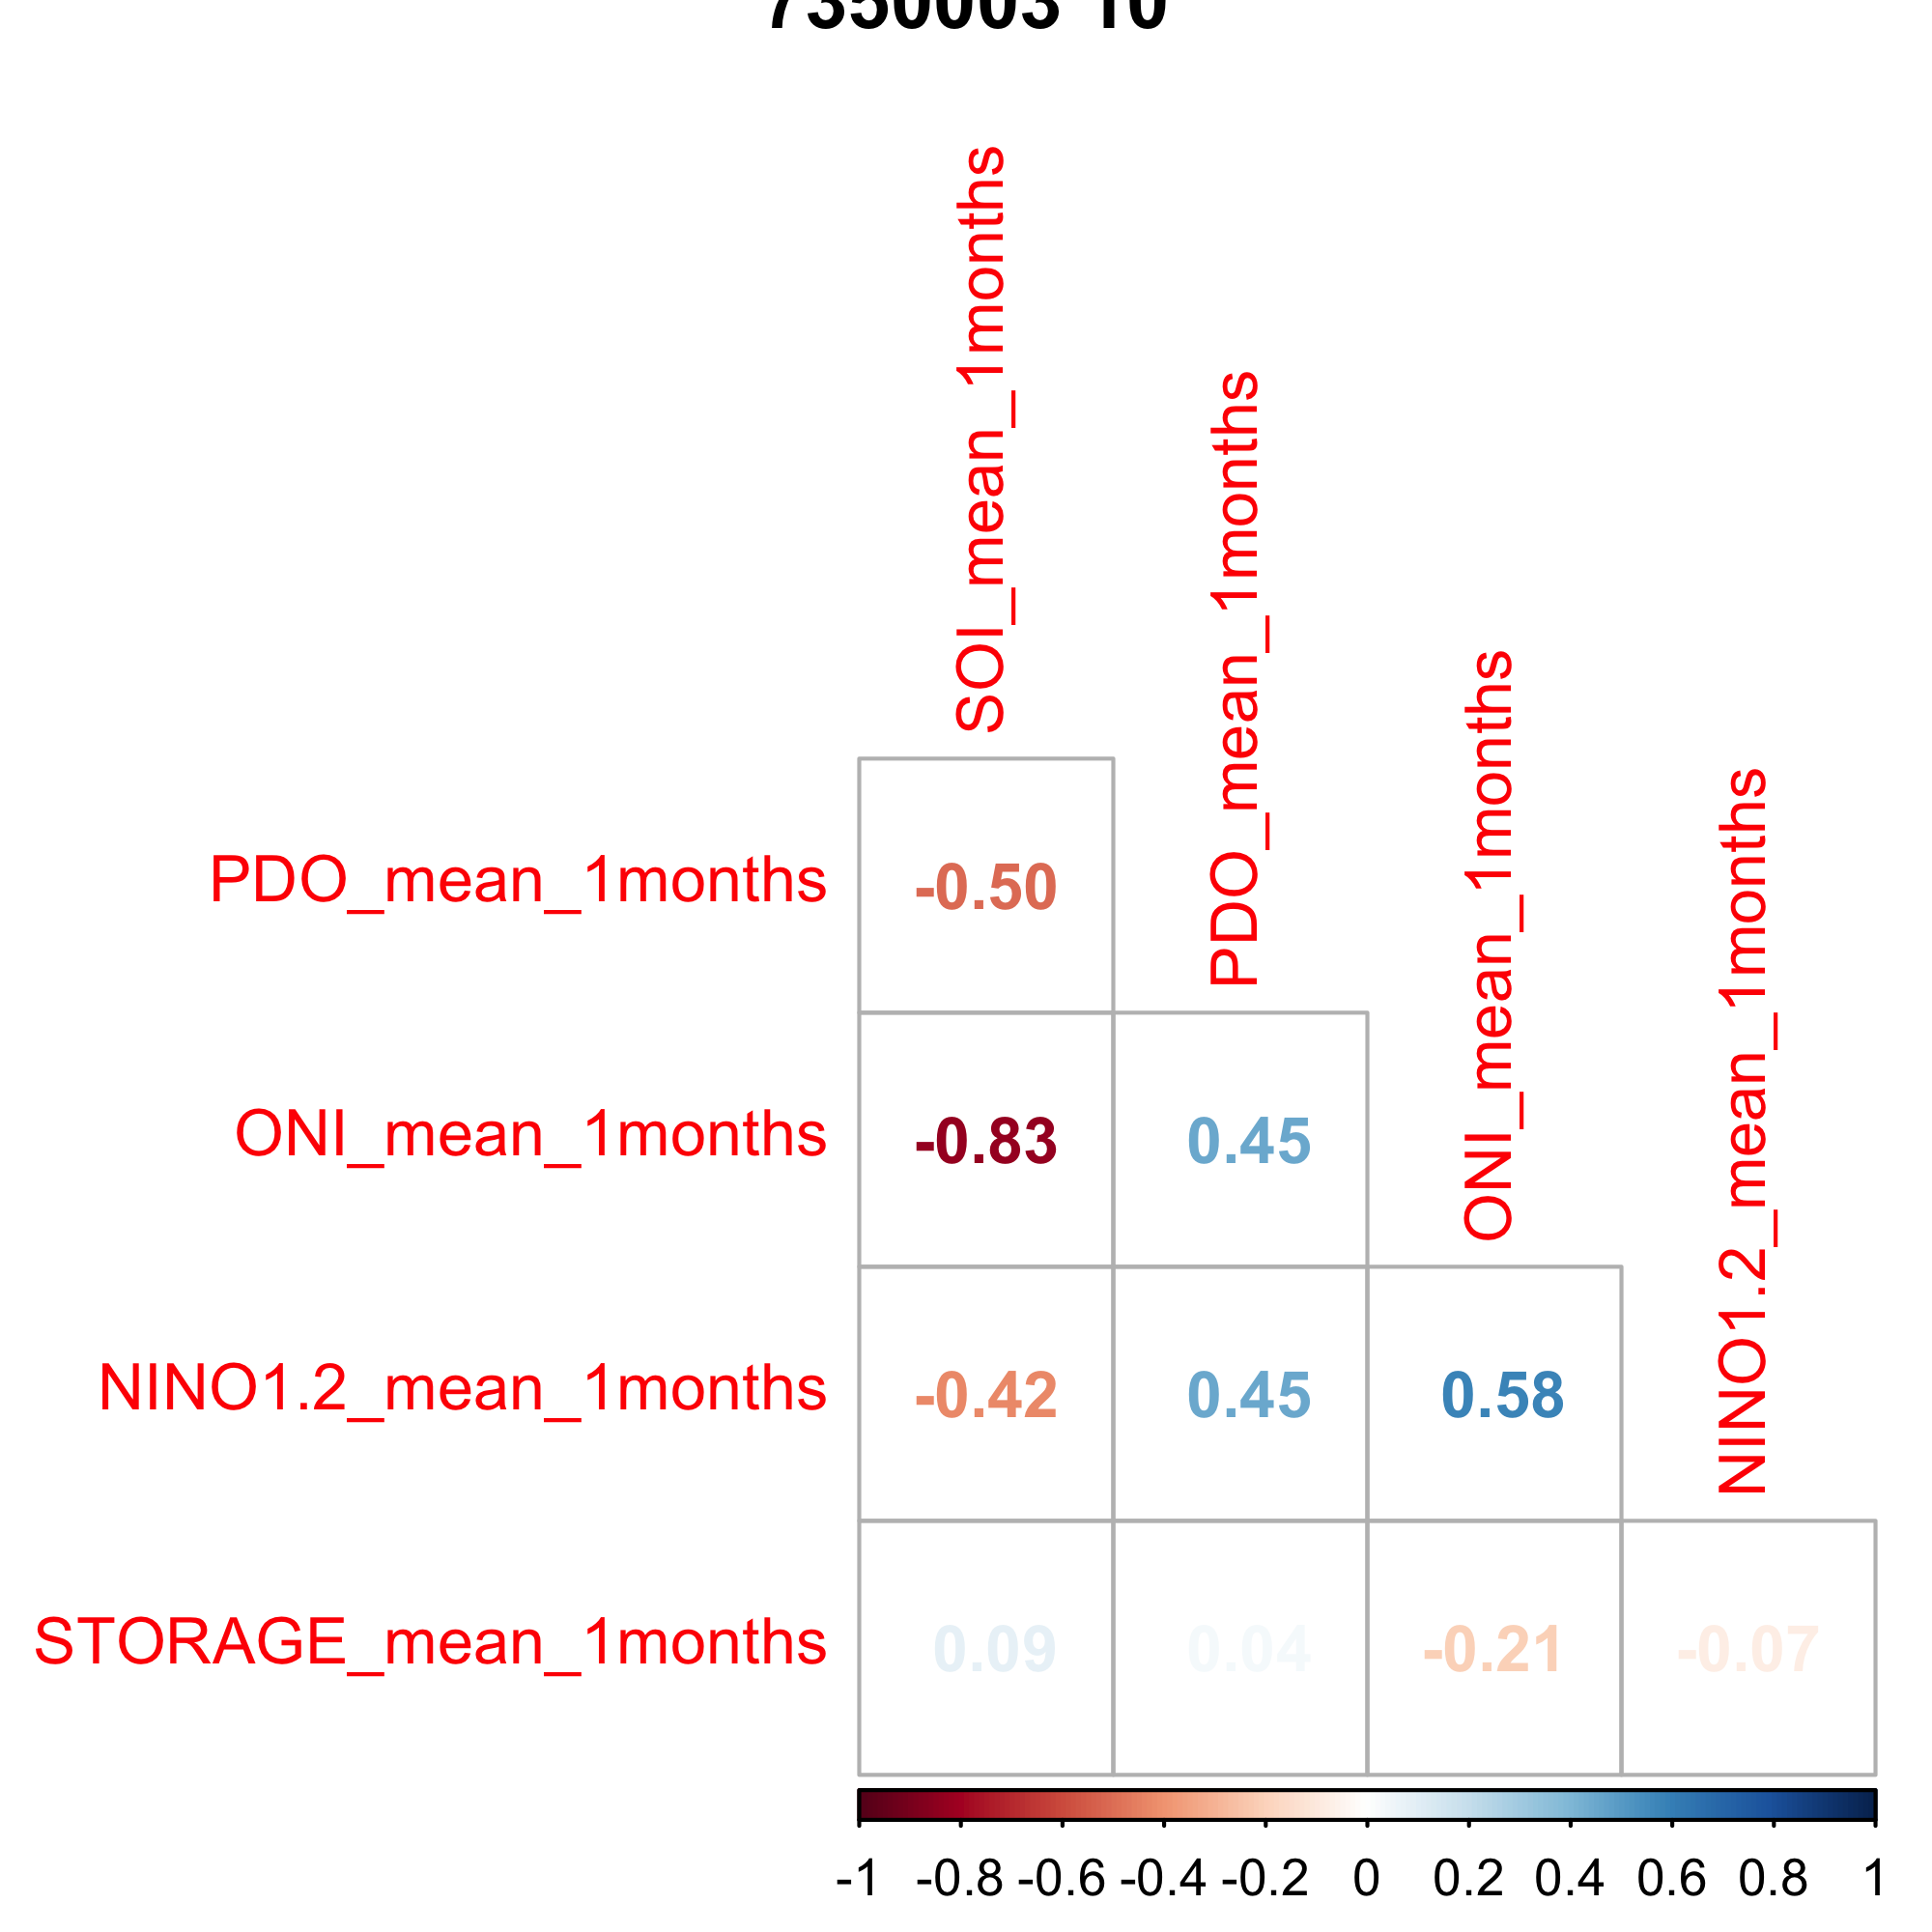 7350003 10
SOI_mean_1months
PDO_mean_1months
ONI_mean_1months
NINO1.2_mean_1months
PDO_mean_1months -0.50
ONI_mean_1months -0.83 0.45
NINO1.2_mean_1months -0.42 0.45 0.58
STORAGE_mean_1months 0.09 0.04 -0.21 -0.07
-1 -0.8 -0.6 -0.4 -0.2 0 0.2 0.4 0.6 0.8 1